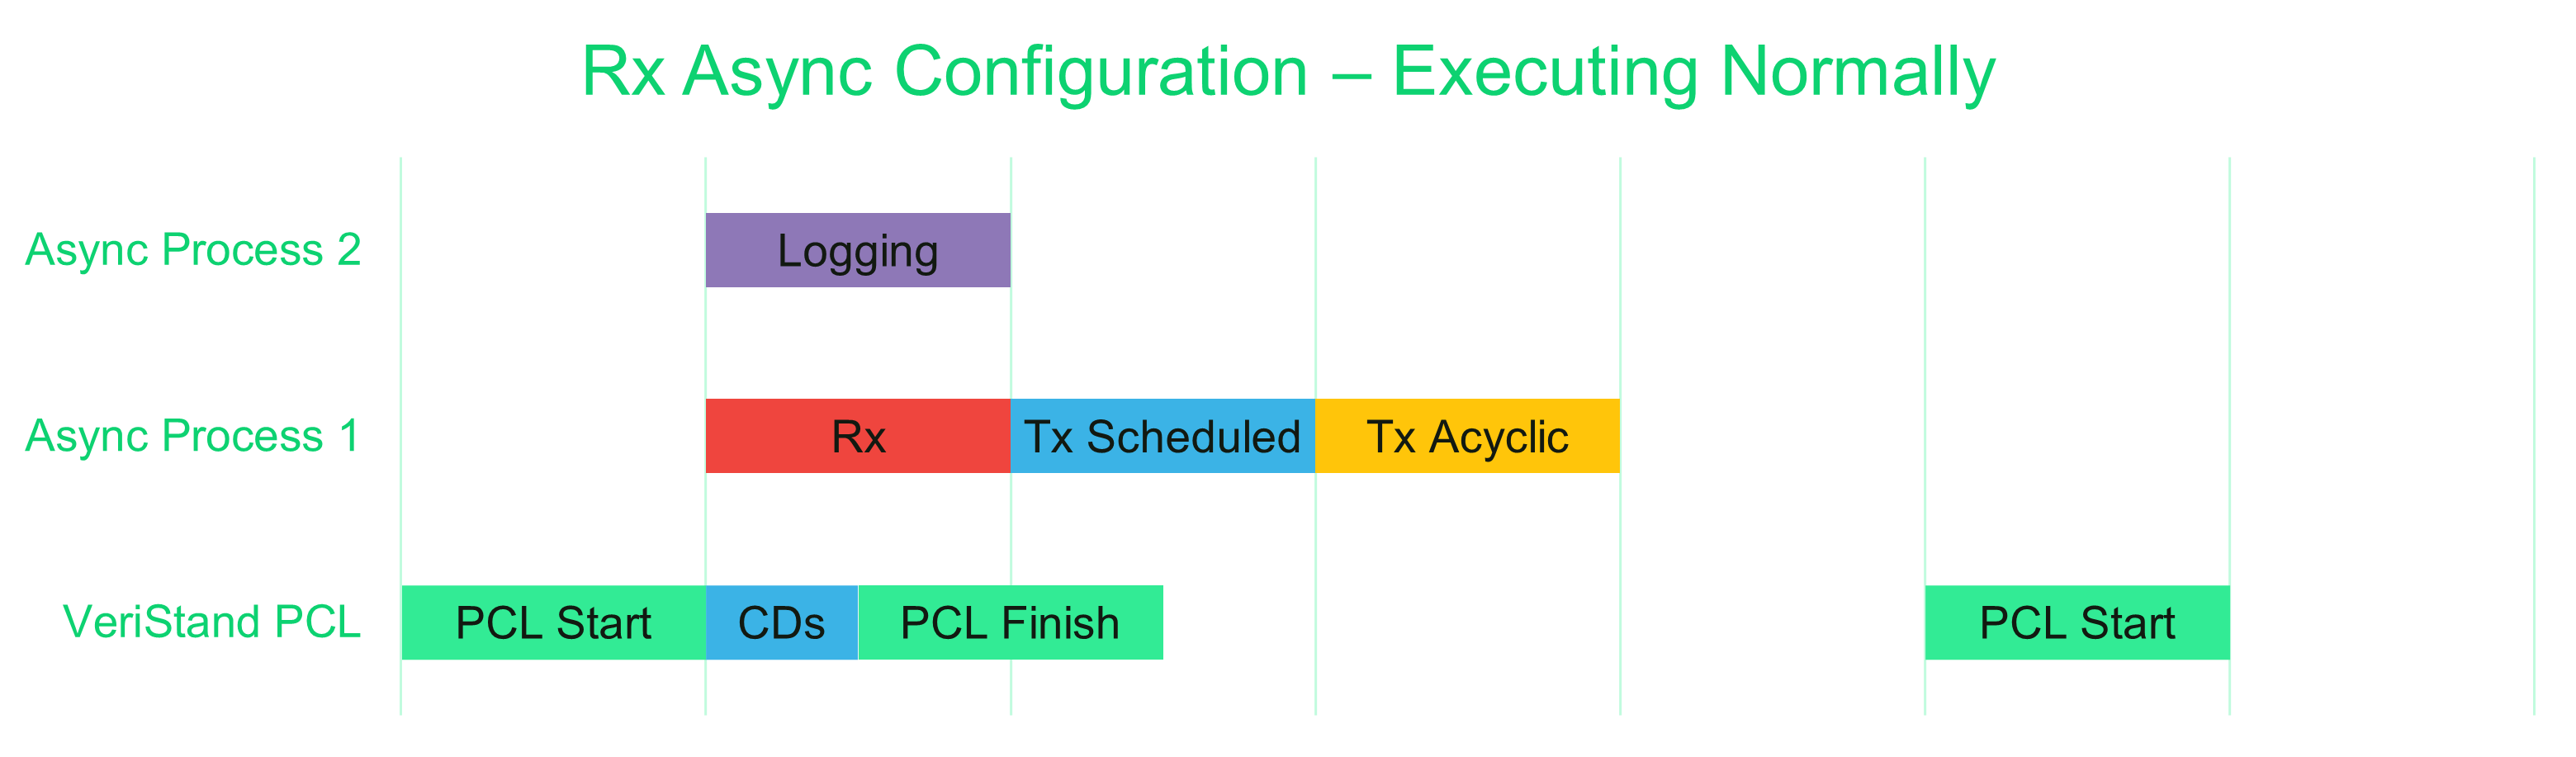 Rx Async Configuration – Executing Normally
Async Process 2
Logging
Async Process 1
Rx
Tx Scheduled
Tx Acyclic
VeriStand PCL
PCL Start
CDs
PCL Finish
PCL Start